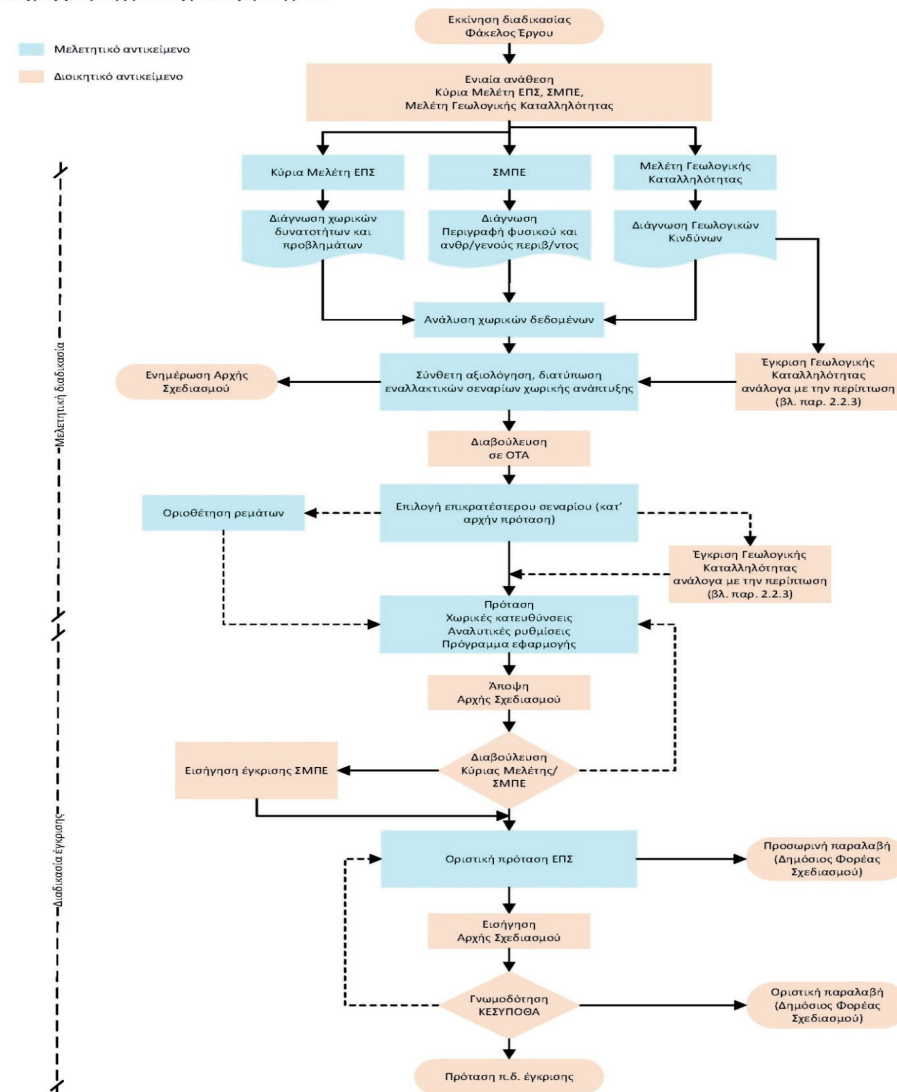 Εκκίνηση διαδικασίας
Φάκελος Έργου
Μελετητικό αντικείμενο
Διοικητικό αντικείμενο
Ενιαία ανάθεση
Κύρια Μελέτη ΕΠΣ, ΣΜΠΕ,
Μελέτη Γεωλογικής Καταλληλότητας
Κύρια Μελέτη ΕΠΣ
ΣΜΠΕ
Μελέτη Γεωλογικής
Καταλληλότητας
Διάγνωση χωρικών
δυνατοτήτων και
προβλημάτων
Διάγνωση
Περιγραφή φυσικού και
ανθρ/γενούς περιβ/ντος
Διάγνωση Γεωλογικών
Κινδύνων
Ανάλυση χωρικών δεδομένων
Ενημέρωση Αρχής
Σχεδιασμού
Σύνθετη αξιολόγηση, διατύπωση
εναλλακτικών σεναρίων χωρικής ανάπτυξης
Έγκριση Γεωλογικής
Καταλληλότητας
ανάλογα με την περίπτωση
(βλ. παρ. 2.2.3)
Μελετητική διαδικασία
Διαβούλευση
σε ΟΤΑ
Οριοθέτηση ρεμάτων
Επιλογή επικρατέστερου σεναρίου (κατ'
αρχήν πρόταση)
Έγκριση Γεωλογικής
Καταλληλότητας
ανάλογα με την περίπτωση
(βλ. παρ. 2.2.3)
Πρόταση
Χωρικές κατευθύνσεις
Αναλυτικές ρυθμίσεις
Πρόγραμμα εφαρμογής
Άποψη
Αρχής Σχεδιασμού
Εισήγηση έγκρισης ΣΜΠΕ
Διαβούλευση
Κύριας Μελέτης/
ΣΜΠΕ
Διαδικασία έγκρισης
Οριστική πρόταση ΕΠΣ
Προσωρινή παραλαβή
(Δημόσιος Φορέας
Σχεδιασμού)
Εισήγηση
Αρχής Σχεδιασμού
Γνωμοδότηση
ΚΕΣΥΠΟΘΑ
Οριστική παραλαβή
(Δημόσιος Φορέας
Σχεδιασμού)
Πρόταση π.δ. έγκρισης